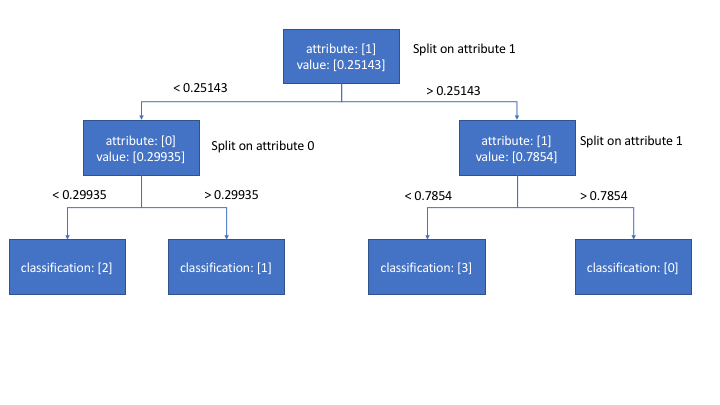 attribute: [1]
value: [0.25143]
Split on attribute 1
< 0.25143
> 0.25143
attribute: [0]
value: [0.29935]
Split on attribute 0
attribute: [1]
value: [0.7854]
Split on attribute 1
< 0.29935
> 0.29935
< 0.7854
> 0.7854
classification: [2]
classification: [1]
classification: [3]
classification: [0]